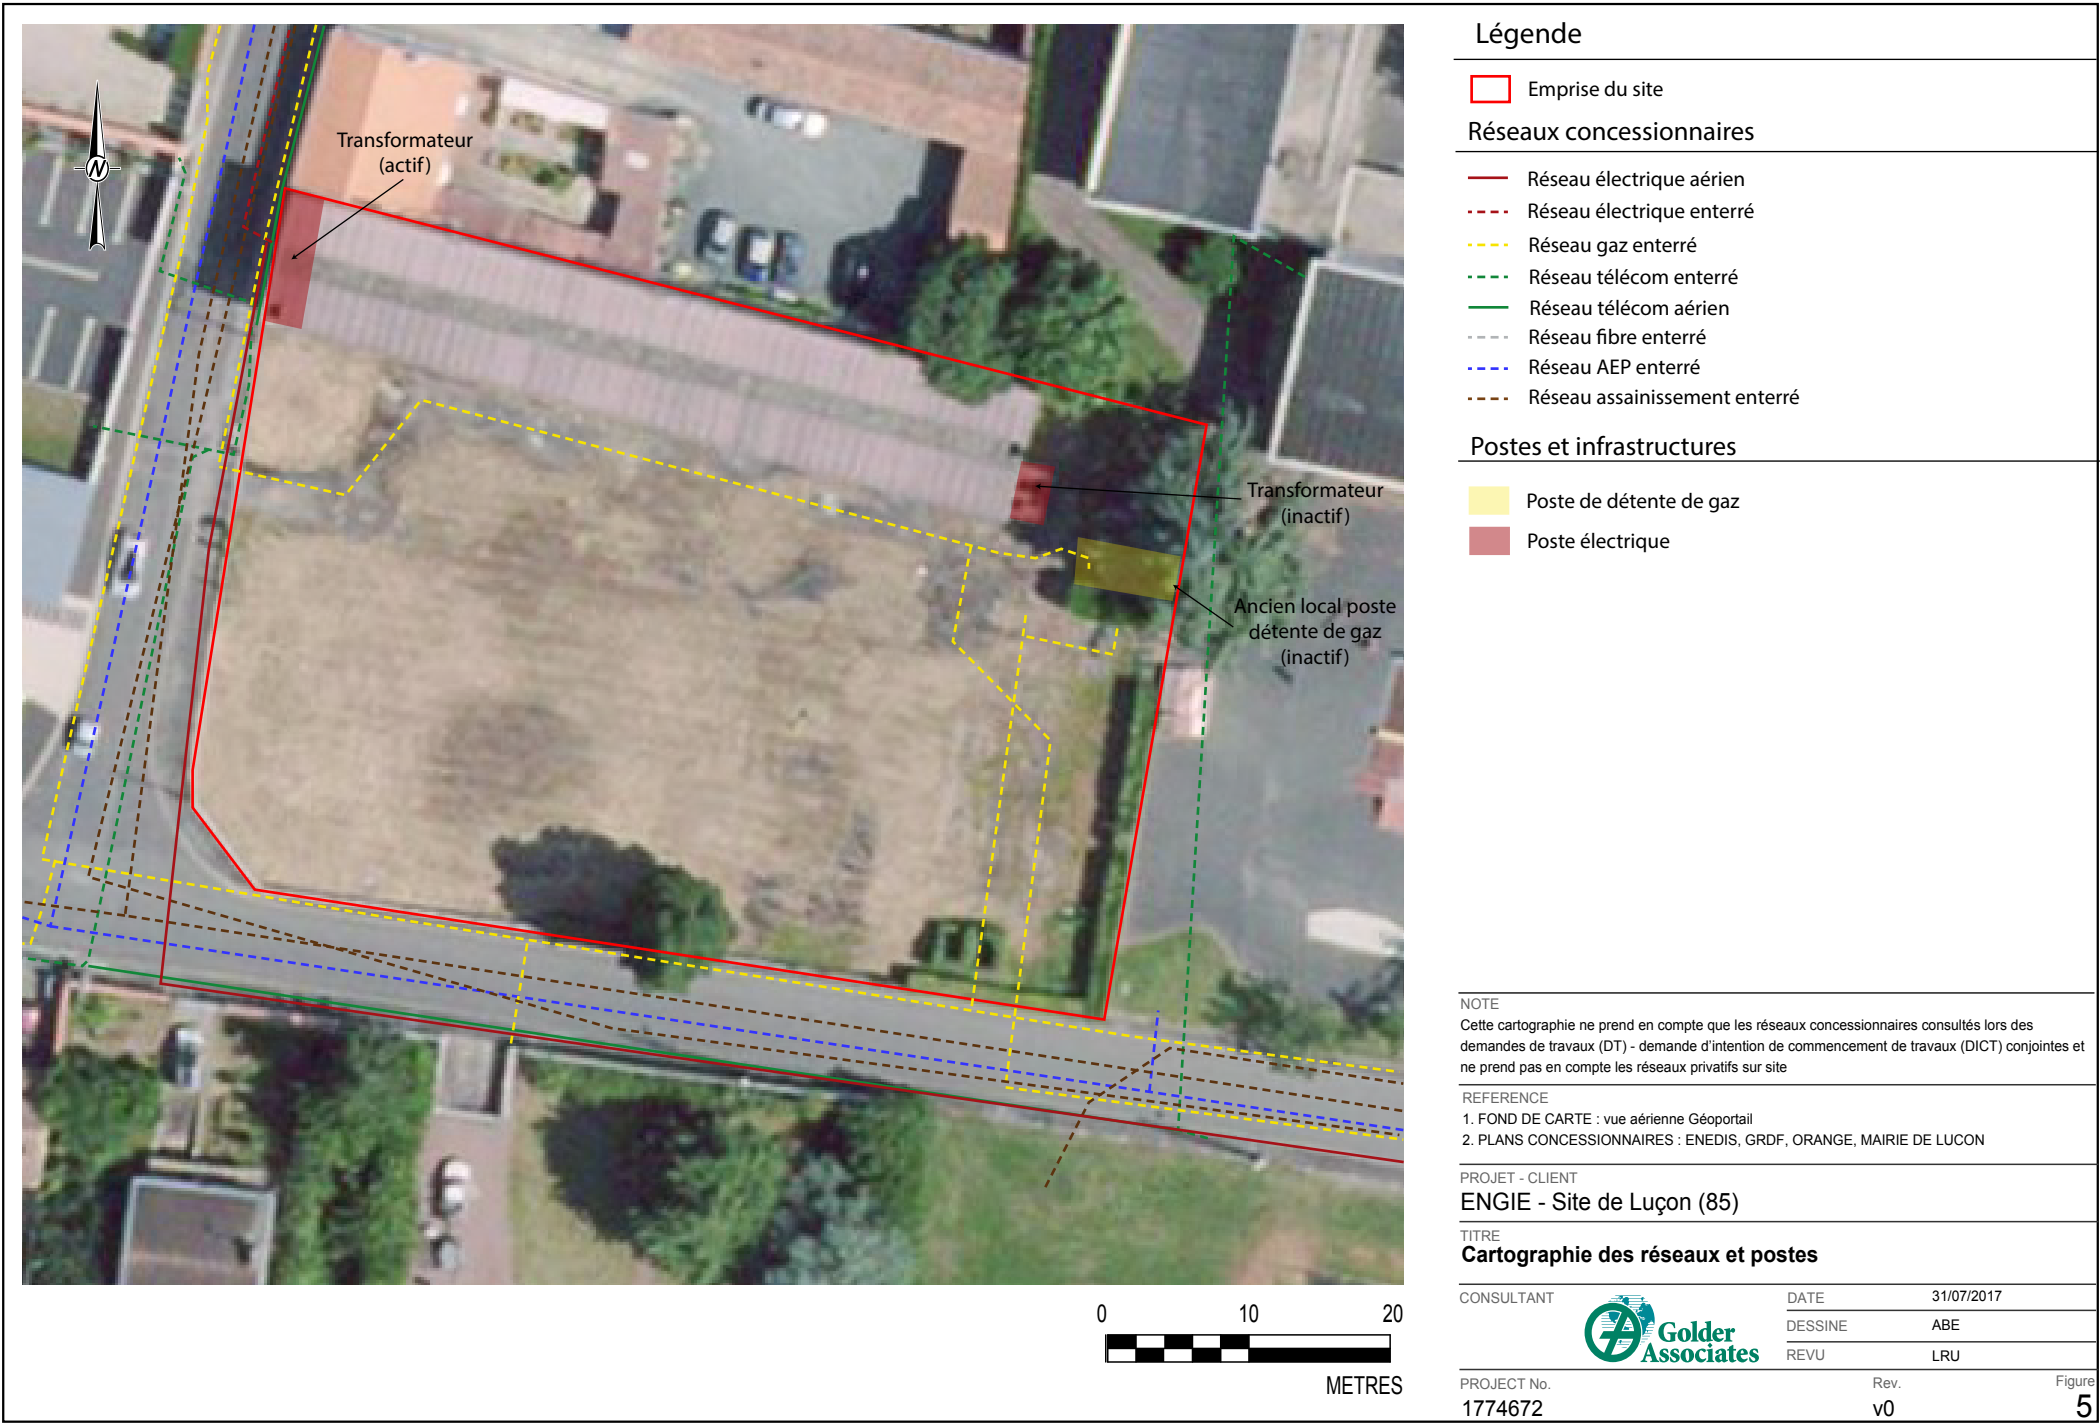 Transformateur
(actif)
N
Transformateur
(inactif)
Ancien local poste
détente de gaz
(inactif)
0 10 20
METRES
Légende
Emprise du site
Réseaux concessionnaires
Réseau électrique aérien
Réseau électrique enterré
Réseau gaz enterré
Réseau télécom enterré
Réseau télécom aérien
Réseau fibre enterré
Réseau AEP enterré
Réseau assainissement enterré
Postes et infrastructures
Poste de détente de gaz
Poste électrique
NOTE
Cette cartographie ne prend en compte que les réseaux concessionnaires consultés lors des
demandes de travaux (DT) - demande d'intention de commencement de travaux (DICT) conjointes et
ne prend pas en compte les réseaux privatifs sur site
REFERENCE
1. FOND DE CARTE : vue aérienne Géoportail
2. PLANS CONCESSIONNAIRES : ENEDIS, GRDF, ORANGE, MAIRIE DE LUCON
PROJET - CLIENT
ENGIE - Site de Luçon (85)
TITRE
Cartographie des réseaux et postes
CONSULTANT
Golder
Associates
DATE 31/07/2017
DESSINE ABE
REVU LRU
PROJECT No. Rev. Figure
1774672 v0 5